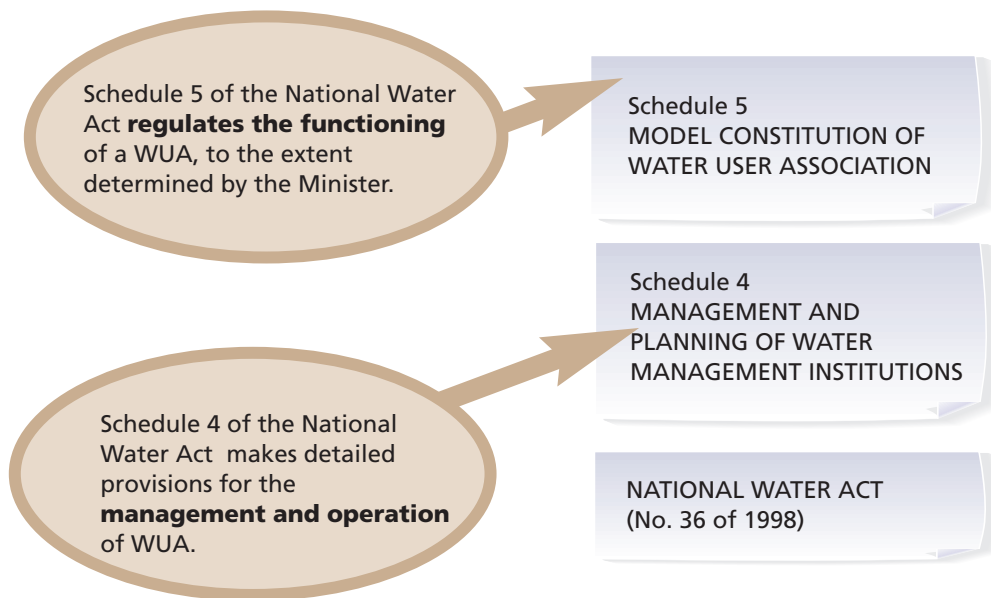 Schedule 5 of the National Water
Act regulates the functioning
of a WUA, to the extent
determined by the Minister.
Schedule 5
MODEL CONSTITUTION OF
WATER USER ASSOCIATION
Schedule 4
MANAGEMENT AND
PLANNING OF WATER
MANAGEMENT INSTITUTIONS
Schedule 4 of the National
Water Act makes detailed
provisions for the
management and operation
of WUA.
NATIONAL WATER ACT
(No. 36 of 1998)